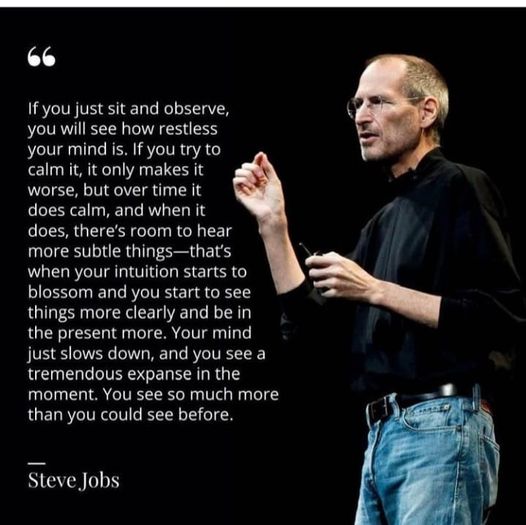 “
If you just sit and observe,
you will see how restless
your mind is. If you try to
calm it, it only makes it
worse, but over time it
does calm, and when it
does, there’s room to hear
more subtle things—that’s
when your intuition starts to
blossom and you start to see
things more clearly and be in
the present more. Your mind
just slows down, and you see a
tremendous expanse in the
moment. You see so much more
than you could see before.
Steve Jobs